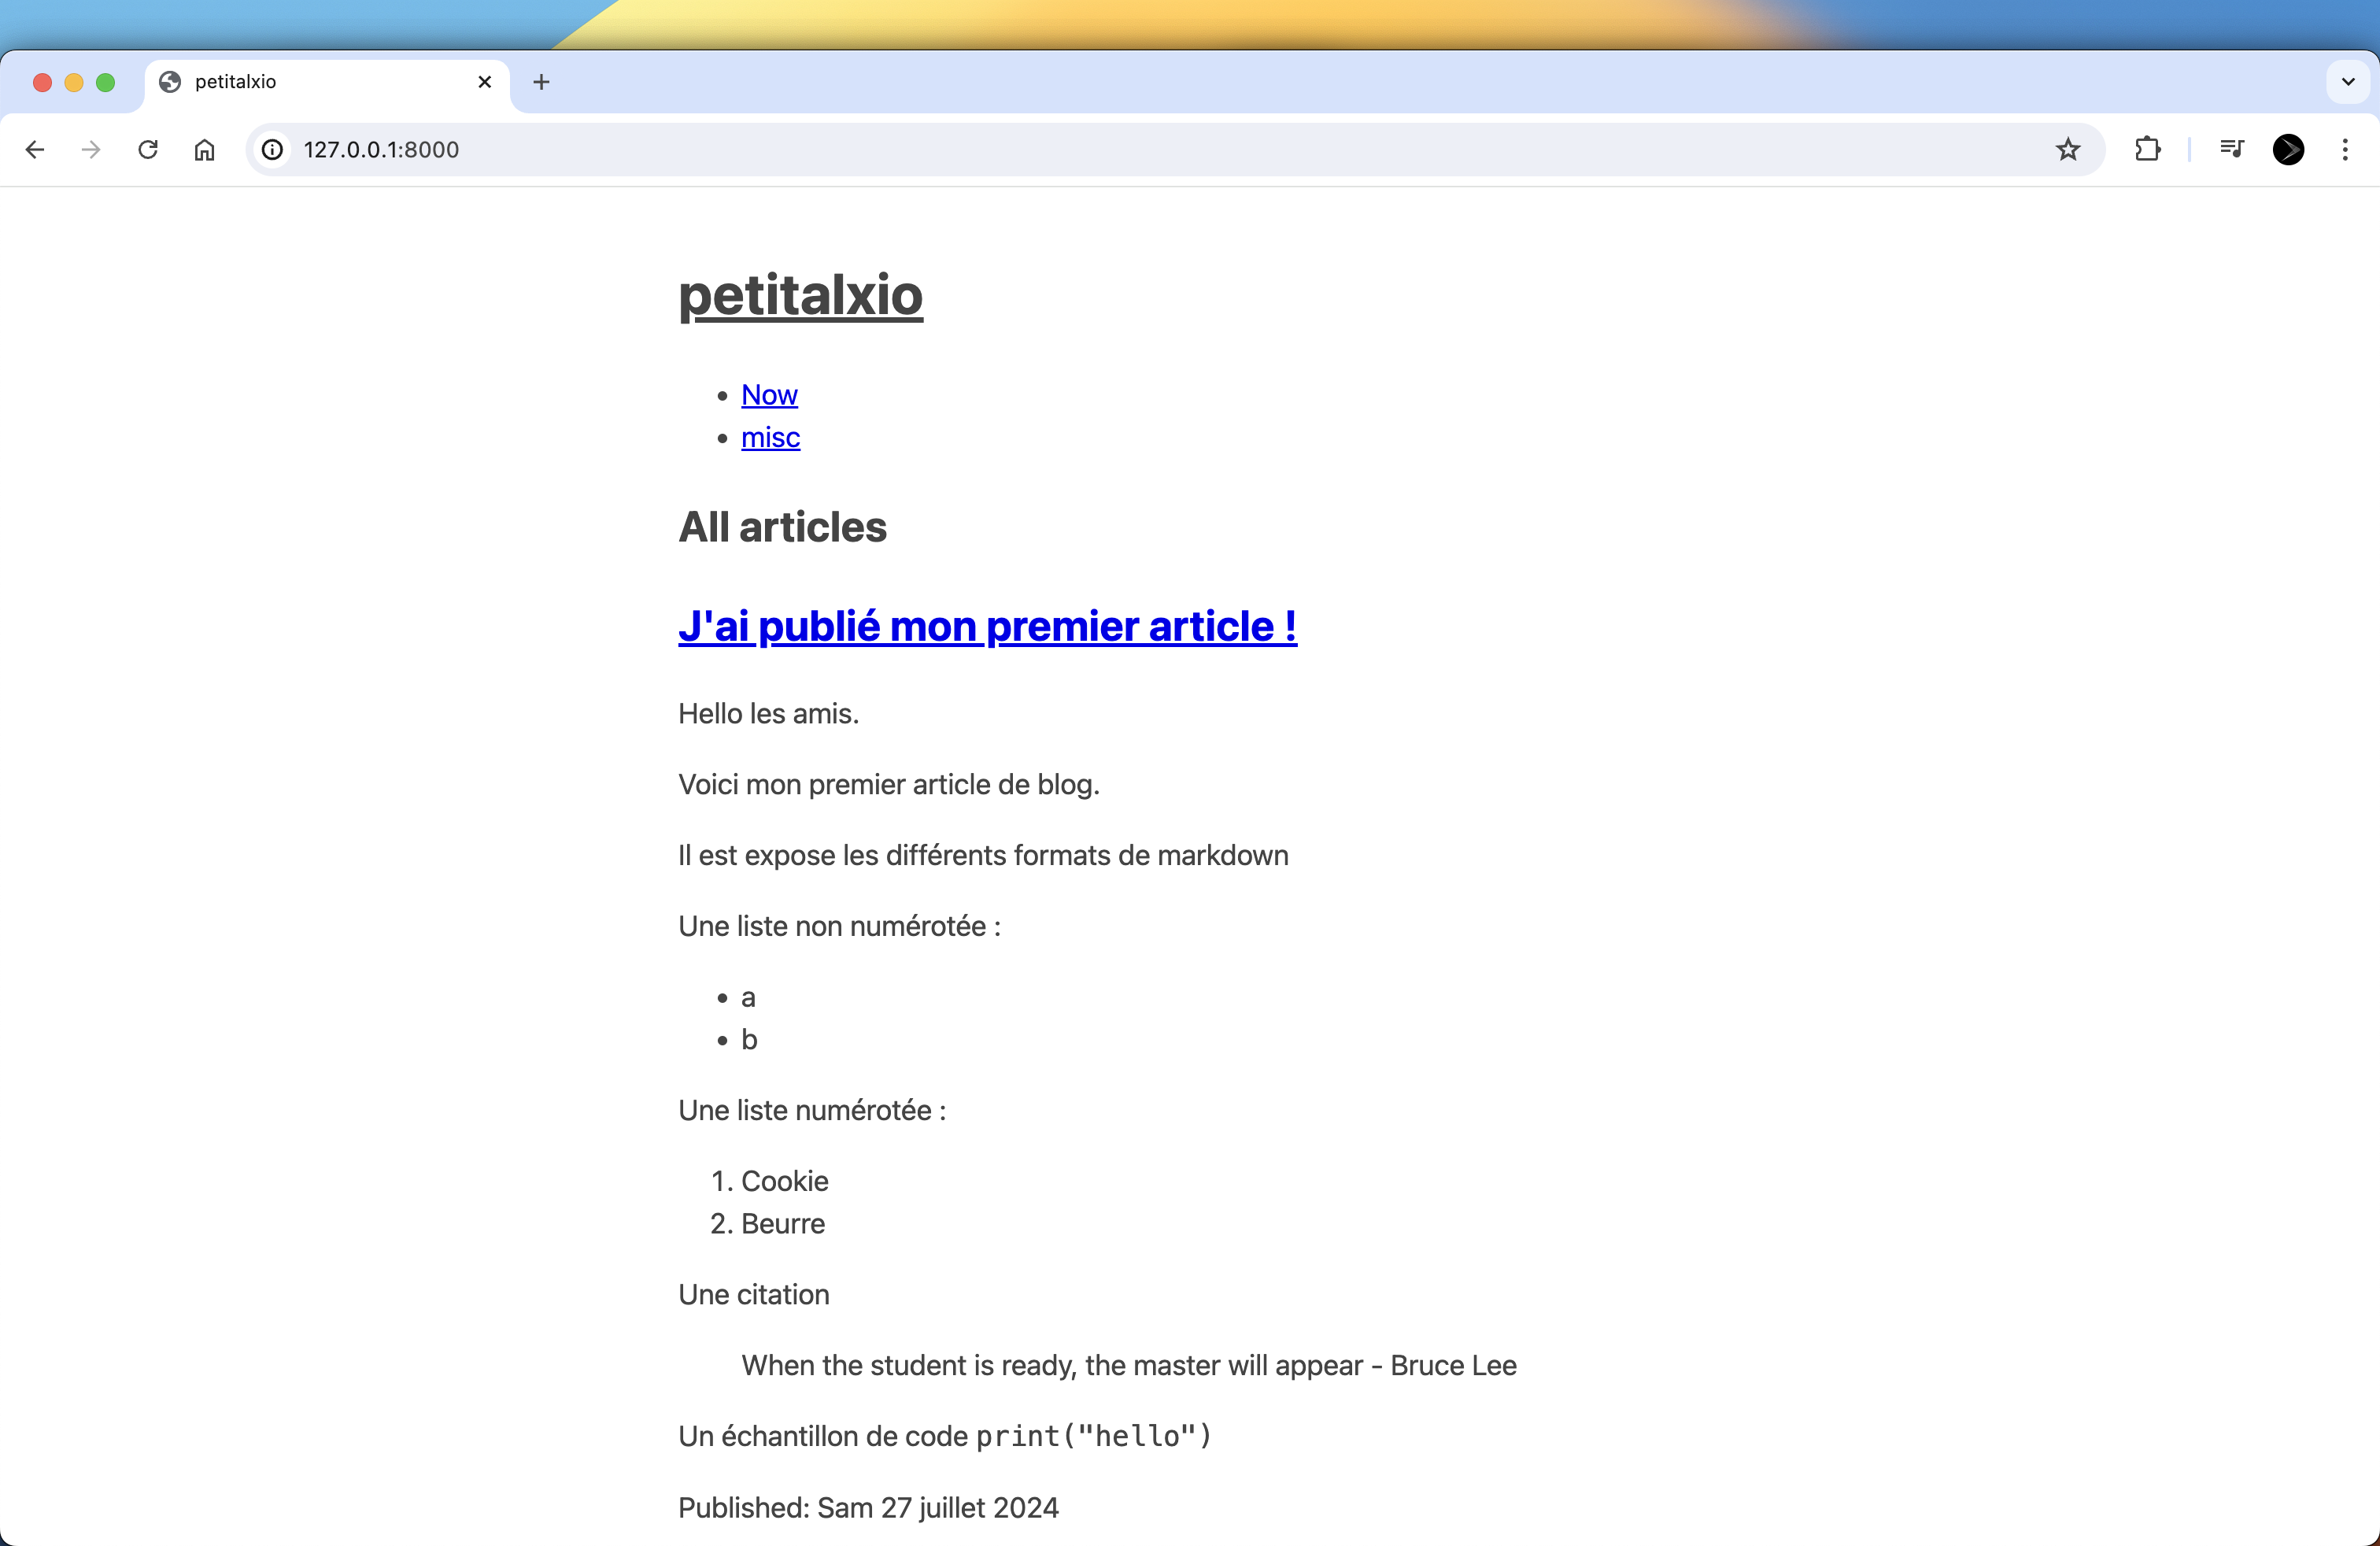 petitalxio
127.0.0.1:8000
petitalxio
Now
misc
All articles
J'ai publié mon premier article !
Hello les amis.
Voici mon premier article de blog.
Il est expose les différents formats de markdown
Une liste non numérotée :
a
b
Une liste numérotée :
1. Cookie
2. Beurre
Une citation
When the student is ready, the master will appear - Bruce Lee
Un échantillon de code print("hello")
Published: Sam 27 juillet 2024